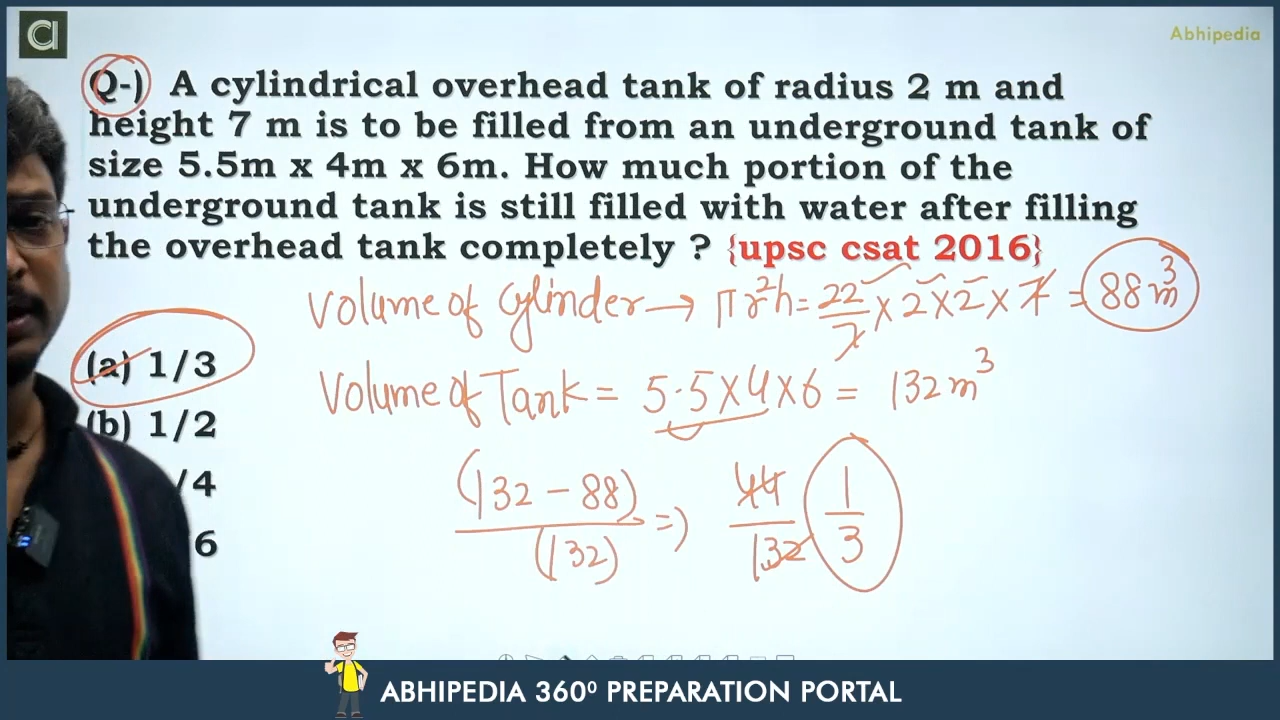 Abhipedia
Q-) A cylindrical overhead tank of radius 2 m and
height 7 m is to be filled from an underground tank of
size 5.5m x 4m x 6m. How much portion of the
underground tank is still filled with water after filling
the overhead tank completely ? {upsc csat 2016}
Volume of Cylinder → πr²h = 22/7 × 2 × 2 × 7 = 88 m³
(a) 1/3
Volume of Tank = 5.5 × 4 × 6 = 132 m³
(b) 1/2
/4
(132 - 88)/(132) => 44/132 1/3
6
ABHIPEDIA 360⁰ PREPARATION PORTAL